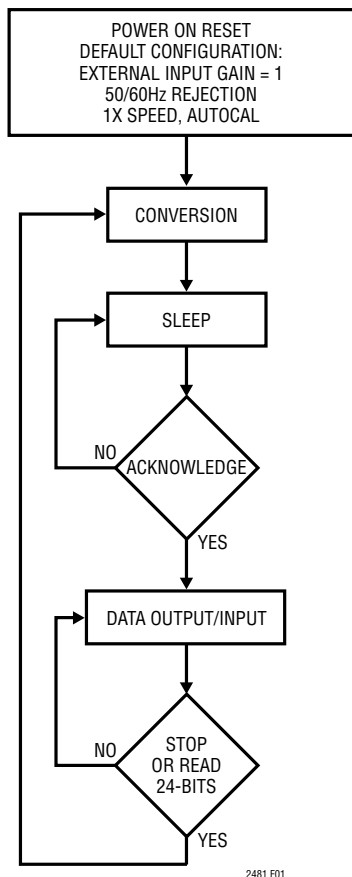 POWER ON RESET
DEFAULT CONFIGURATION:
EXTERNAL INPUT GAIN = 1
50/60Hz REJECTION
1X SPEED, AUTOCAL
CONVERSION
SLEEP
NO
ACKNOWLEDGE
YES
DATA OUTPUT/INPUT
NO
STOP
OR READ
24-BITS
YES
2481 F01